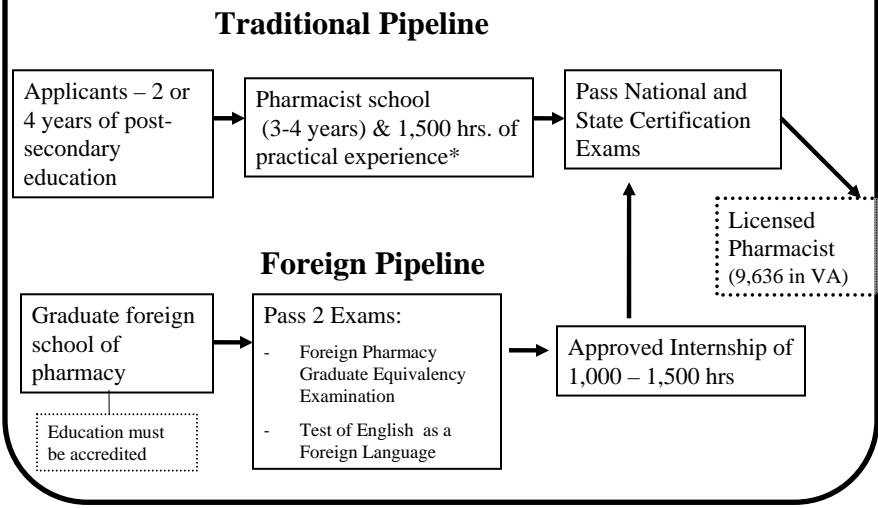 Traditional Pipeline
Applicants – 2 or
4 years of post-
secondary
education
Pharmacist school
(3-4 years) & 1,500 hrs. of
practical experience*
Pass National and
State Certification
Exams
Licensed
Pharmacist
(9,636 in VA)
Foreign Pipeline
Graduate foreign
school of
pharmacy
Education must
be accredited
Pass 2 Exams:
- Foreign Pharmacy
Graduate Equivalency
Examination
- Test of English as a
Foreign Language
Approved Internship of
1,000 – 1,500 hrs